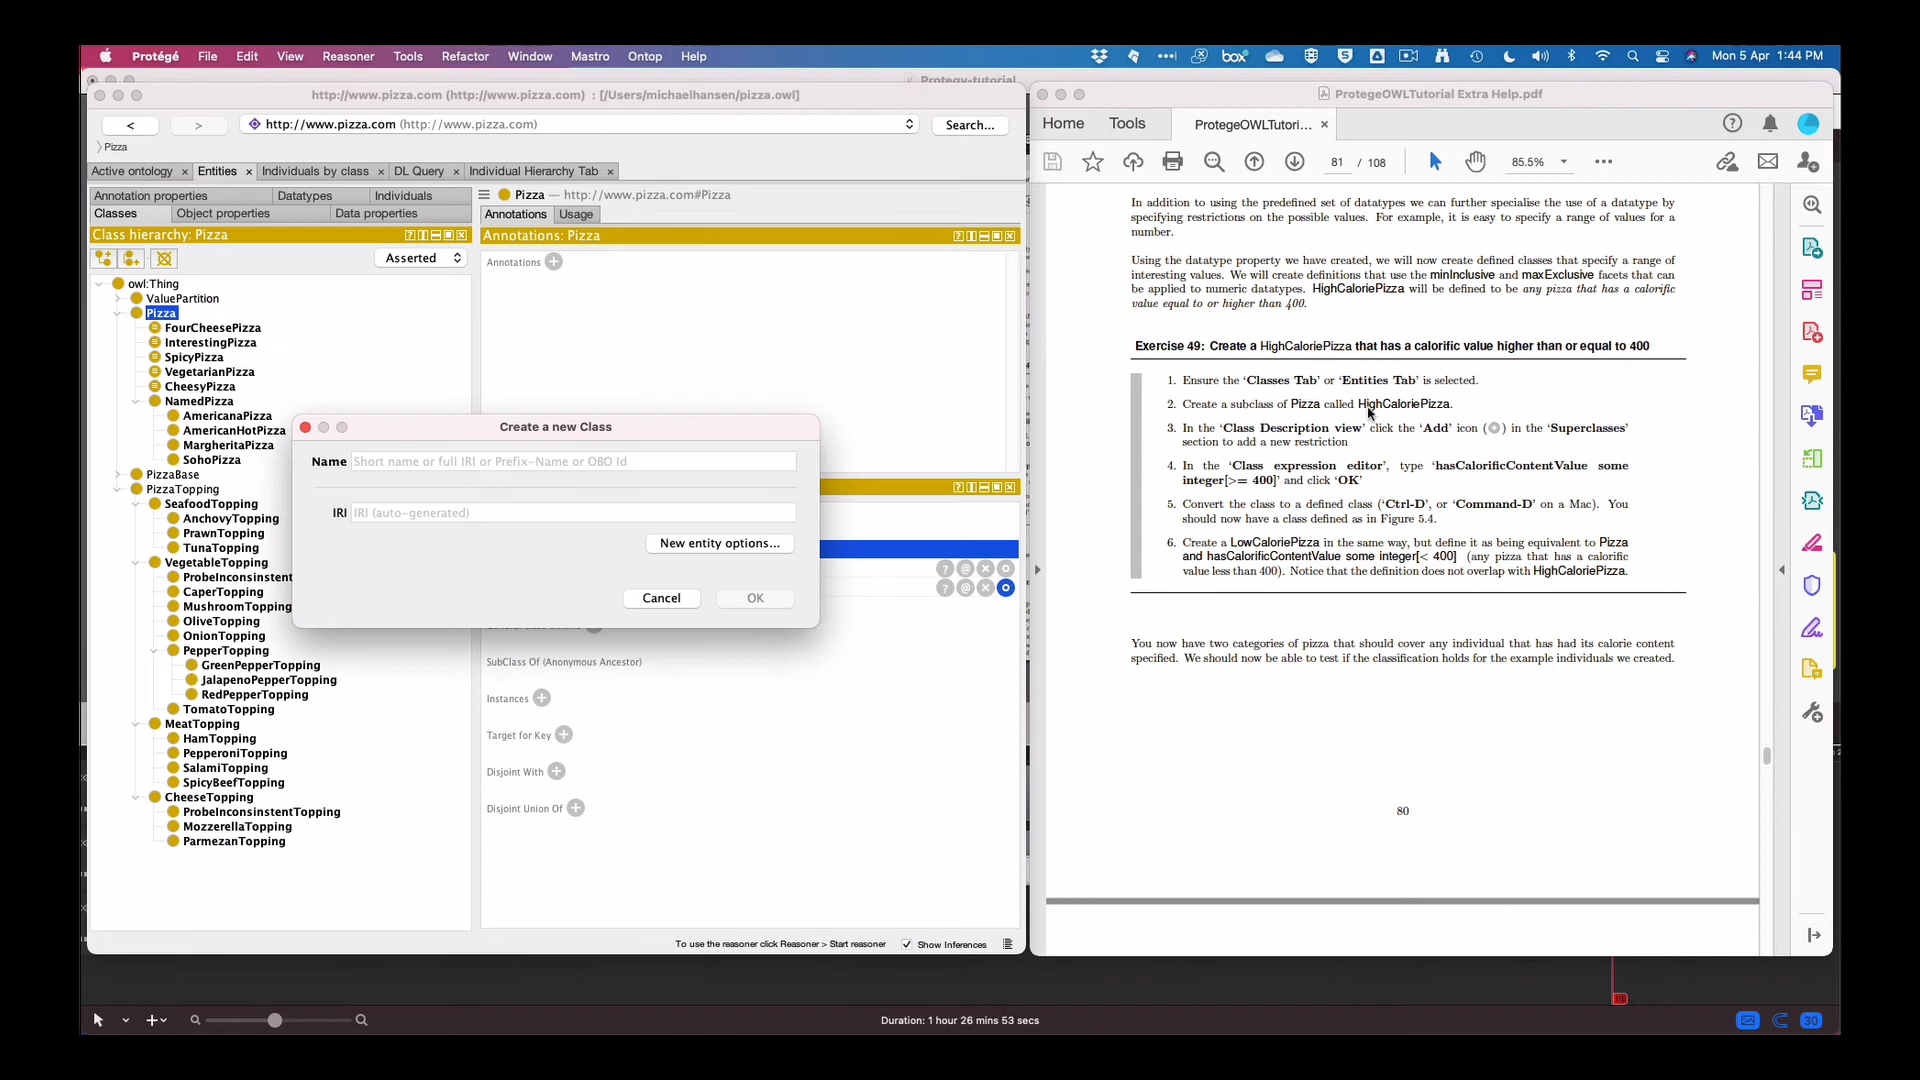 Protégé File Edit View Reasoner Tools Refactor Window Mastro Ontop Help
box
Mon 5 Apr 1:44 PM
Protegy-tutorial
http://www.pizza.com (http://www.pizza.com) : [/Users/michaelhansen/pizza.owl]
< > http://www.pizza.com (http://www.pizza.com) Search...
Pizza
Active ontology × Entities × Individuals by class × DL Query × Individual Hierarchy Tab ×
Annotation properties Datatypes Individuals
Classes Object properties Data properties
Class hierarchy: Pizza
Asserted
owl:Thing
ValuePartition
Pizza
FourCheesePizza
InterestingPizza
SpicyPizza
VegetarianPizza
CheesyPizza
NamedPizza
AmericanaPizza
AmericanHotPizza
MargheritaPizza
SohoPizza
PizzaBase
PizzaTopping
SeafoodTopping
AnchovyTopping
PrawnTopping
TunaTopping
VegetableTopping
ProbeInconsistent
CaperTopping
MushroomTopping
OliveTopping
OnionTopping
PepperTopping
GreenPepperTopping
JalapenoPepperTopping
RedPepperTopping
TomatoTopping
MeatTopping
HamTopping
PepperoniTopping
SalamiTopping
SpicyBeefTopping
CheeseTopping
ProbeInconsinstentTopping
MozzerellaTopping
ParmezanTopping
Pizza — http://www.pizza.com#Pizza
Annotations Usage
Annotations: Pizza
Annotations
SubClass Of (Anonymous Ancestor)
Instances
Target for Key
Disjoint With
Disjoint Union Of
To use the reasoner click Reasoner > Start reasoner Show Inferences
Create a new Class
Name Short name or full IRI or Prefix-Name or OBO Id
IRI IRI (auto-generated)
New entity options...
Cancel OK
ProtegeOWLTutorial Extra Help.pdf
Home Tools ProtegeOWLTutori... ×
81 / 108 85.5%
In addition to using the predefined set of datatypes we can further specialise the use of a datatype by
specifying restrictions on the possible values. For example, it is easy to specify a range of values for a
number.
Using the datatype property we have created, we will now create defined classes that specify a range of
interesting values. We will create definitions that use the minInclusive and maxExclusive facets that can
be applied to numeric datatypes. HighCaloriePizza will be defined to be any pizza that has a calorific
value equal to or higher than 400.
Exercise 49: Create a HighCaloriePizza that has a calorific value higher than or equal to 400
1. Ensure the ‘Classes Tab’ or ‘Entities Tab’ is selected.
2. Create a subclass of Pizza called HighCaloriePizza.
3. In the ‘Class Description view’ click the ‘Add’ icon (+) in the ‘Superclasses’
section to add a new restriction
4. In the ‘Class expression editor’, type ‘hasCalorificContentValue some
integer[>= 400]’ and click ‘OK’
5. Convert the class to a defined class (‘Ctrl-D’, or ‘Command-D’ on a Mac). You
should now have a class defined as in Figure 5.4.
6. Create a LowCaloriePizza in the same way, but define it as being equivalent to Pizza
and hasCalorificContentValue some integer[< 400] (any pizza that has a calorific
value less than 400). Notice that the definition does not overlap with HighCaloriePizza.
You now have two categories of pizza that should cover any individual that has had its calorie content
specified. We should now be able to test if the classification holds for the example individuals we created.
80
Duration: 1 hour 26 mins 53 secs
30